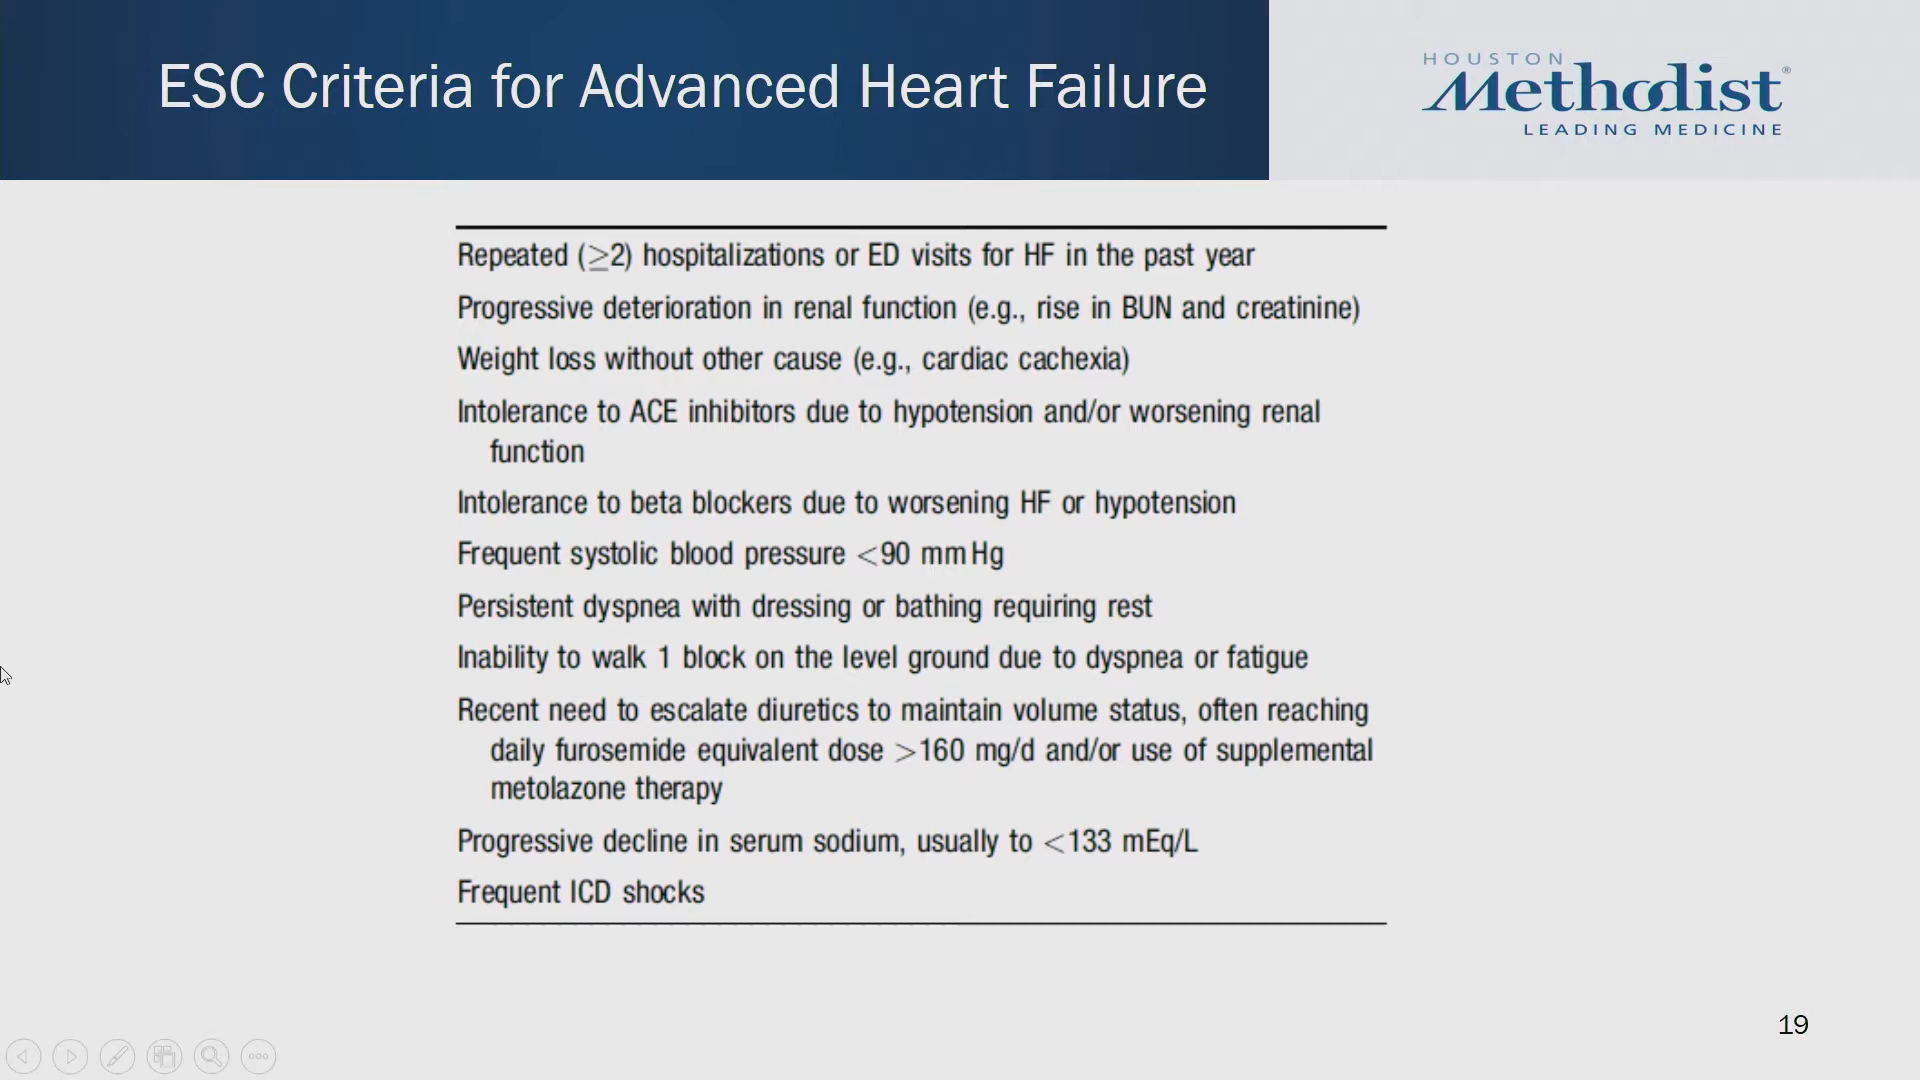 ESC Criteria for Advanced Heart Failure
HOUSTON
Methodist®
LEADING MEDICINE
Repeated (≥2) hospitalizations or ED visits for HF in the past year
Progressive deterioration in renal function (e.g., rise in BUN and creatinine)
Weight loss without other cause (e.g., cardiac cachexia)
Intolerance to ACE inhibitors due to hypotension and/or worsening renal
function
Intolerance to beta blockers due to worsening HF or hypotension
Frequent systolic blood pressure <90 mm Hg
Persistent dyspnea with dressing or bathing requiring rest
Inability to walk 1 block on the level ground due to dyspnea or fatigue
Recent need to escalate diuretics to maintain volume status, often reaching
daily furosemide equivalent dose >160 mg/d and/or use of supplemental
metolazone therapy
Progressive decline in serum sodium, usually to <133 mEq/L
Frequent ICD shocks
19